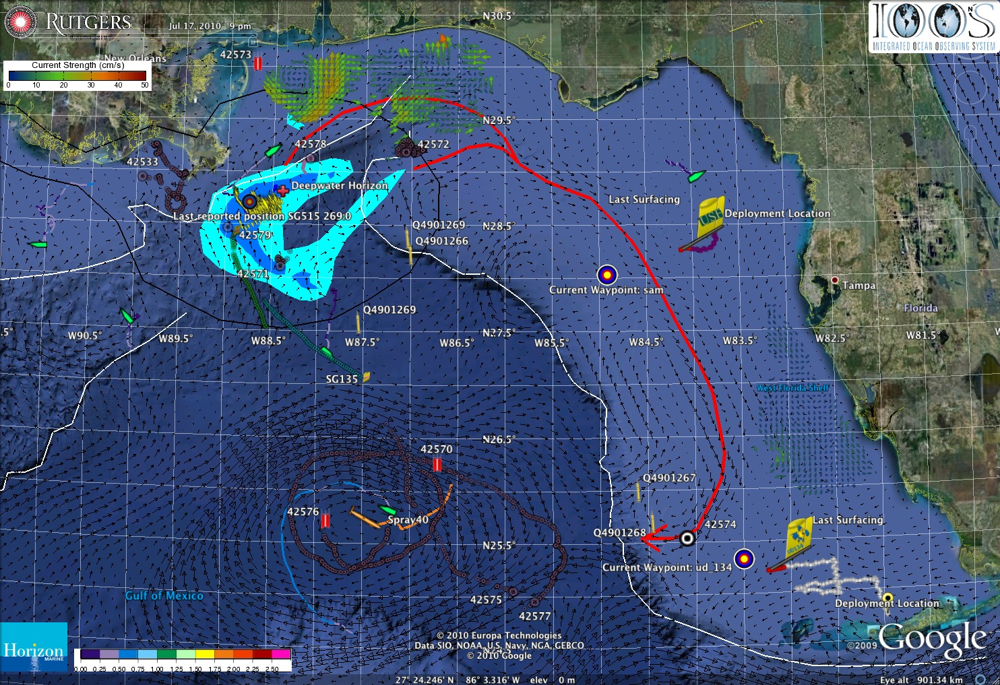 RUTGERS
Jul 17, 2010   9 pm
N30.5°
N
IOOS
INTEGRATED OCEAN OBSERVING SYSTEM
New Orleans
42573
Current Strength (cm/s)
0 10 20 30 40 50
N29.5°
42578
42572
42533
Deepwater Horizon
Last Surfacing
Deployment Location
USF
Last reported position SG515 269:0
Q4901269
N28.5°
42579
Q4901266
42571
Current Waypoint: sam
Tampa
Florida
Q4901269
.5°
W90.5°
W89.5°
W88.5°
W87.5°
W86.5°
N27.5°
W85.5°
W84.5°
W83.5°
W82.5°
W81.5°
W
SG135
West Florida Shelf
N26.5°
42570
Q4901267
42576
Spray40
42574
Last Surfacing
Q4901268
N25.5°
UD134
Current Waypoint: ud_134
Gulf of Mexico
42575
42577
Deployment Location
© 2010 Europa Technologies
Data SIO, NOAA, U.S. Navy, NGA, GEBCO
© 2010 Google
©2009 Google
Horizon
MARINE
0.00 0.25 0.50 0.75 1.00 1.25 1.50 1.75 2.00 2.25 2.50
27° 24.246' N   86° 3.316' W   elev   0 m
Eye alt   901.34 km